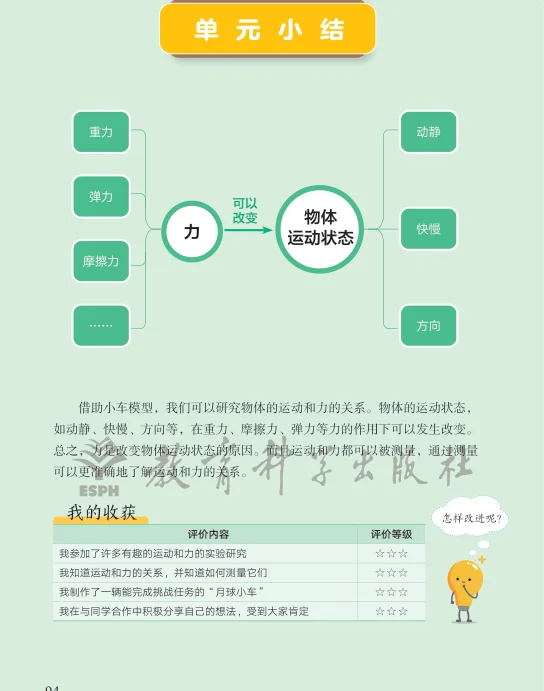 单元小结
重力
弹力
摩擦力
……
力
可以
改变
物体
运动状态
动静
快慢
方向
借助小车模型，我们可以研究物体的运动和力的关系。物体的运动状态，
如动静、快慢、方向等，在重力、摩擦力、弹力等力的作用下可以发生改变。
总之，力是改变物体运动状态的原因。而且运动和力都可以被测量，通过测量
可以更准确地了解运动和力的关系。
ESPH 教育科学出版社
我的收获
评价内容 评价等级
我参加了许多有趣的运动和力的实验研究 ☆☆☆
我知道运动和力的关系，并知道如何测量它们 ☆☆☆
我制作了一辆能完成挑战任务的“月球小车” ☆☆☆
我在与同学合作中积极分享自己的想法，受到大家肯定 ☆☆☆
怎样改进呢？